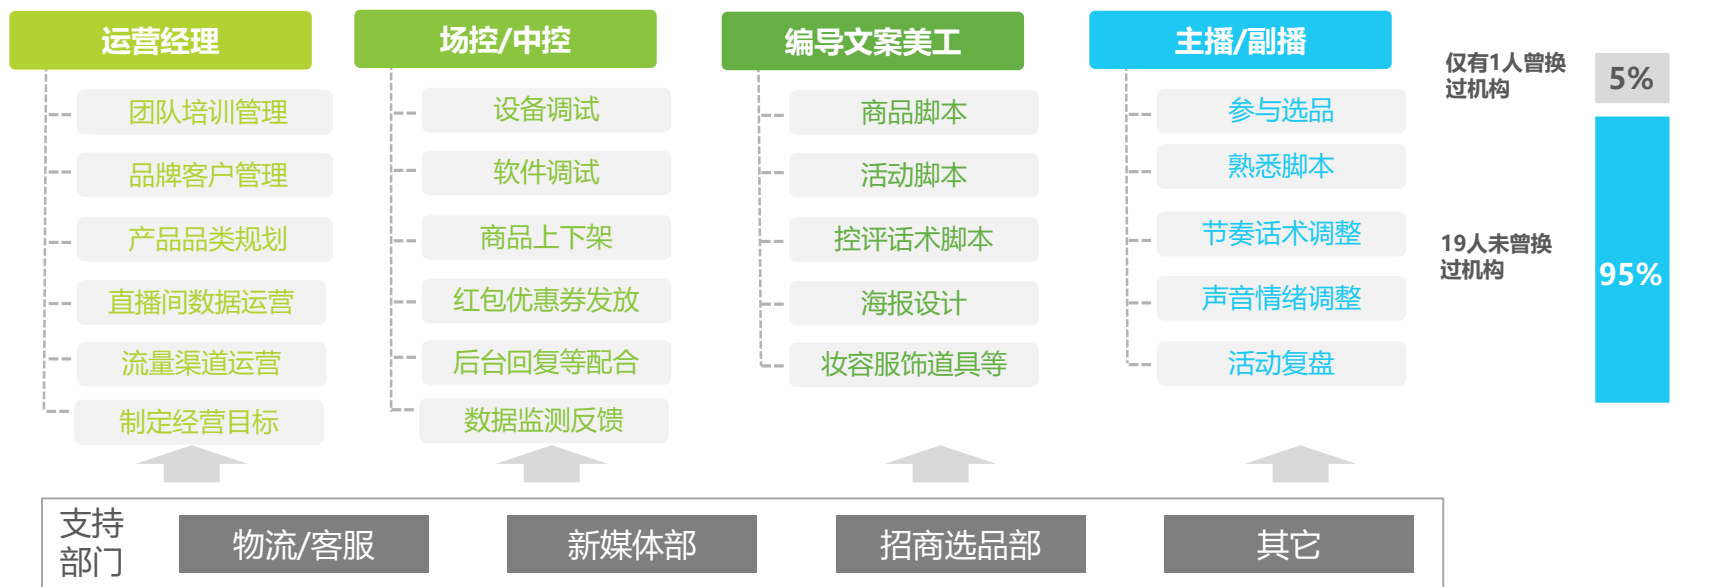 运营经理
团队培训管理
品牌客户管理
产品品类规划
直播间数据运营
流量渠道运营
制定经营目标
场控/中控
设备调试
软件调试
商品上下架
红包优惠券发放
后台回复等配合
数据监测反馈
编导文案美工
商品脚本
活动脚本
控评话术脚本
海报设计
妆容服饰道具等
主播/副播
参与选品
熟悉脚本
节奏话术调整
声音情绪调整
活动复盘
仅有1人曾换
过机构
5%
19人未曾换
过机构
95%
支持
部门
物流/客服
新媒体部
招商选品部
其它